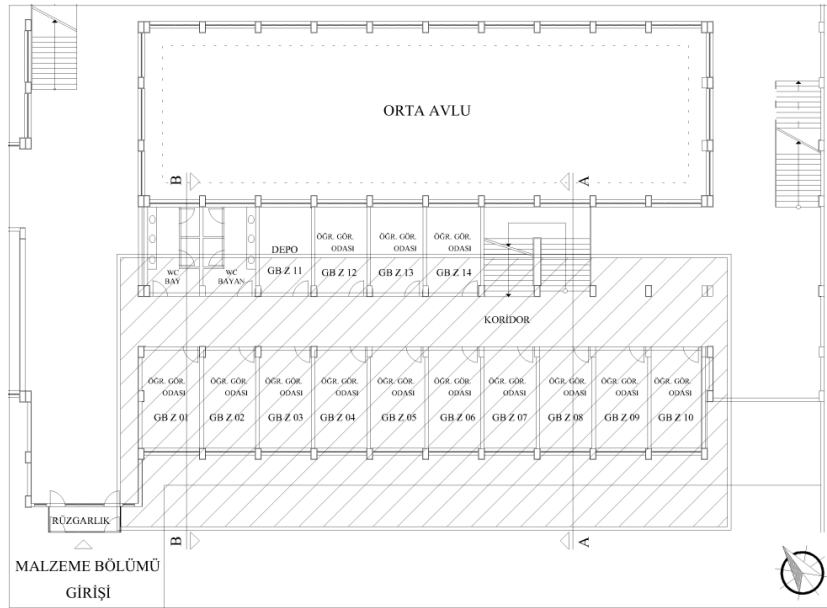 ORTA AVLU
B
A
ÖĞR. GÖR.
ODASI
ÖĞR. GÖR.
ODASI
ÖĞR. GÖR.
ODASI
DEPO
WC
BAY
WC
BAYAN
GB Z 11
GB Z 12
GB Z 13
GB Z 14
KORİDOR
ÖĞR. GÖR.
ODASI
GB Z 01
ÖĞR. GÖR.
ODASI
GB Z 02
ÖĞR. GÖR.
ODASI
GB Z 03
ÖĞR. GÖR.
ODASI
GB Z 04
ÖĞR. GÖR.
ODASI
GB Z 05
ÖĞR. GÖR.
ODASI
GB Z 06
ÖĞR. GÖR.
ODASI
GB Z 07
ÖĞR. GÖR.
ODASI
GB Z 08
ÖĞR. GÖR.
ODASI
GB Z 09
ÖĞR. GÖR.
ODASI
GB Z 10
RÜZGARLIK
B
A
MALZEME BÖLÜMÜ
GİRİŞİ